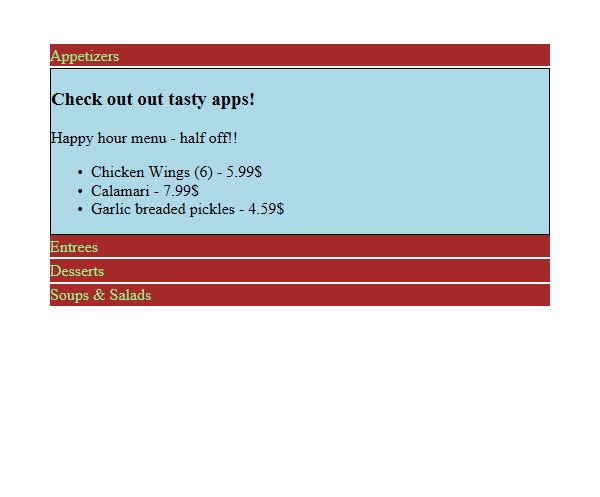 Appetizers
Check out out tasty apps!
Happy hour menu - half off!!
• Chicken Wings (6) - 5.99$
• Calamari - 7.99$
• Garlic breaded pickles - 4.59$
Entrees
Desserts
Soups & Salads